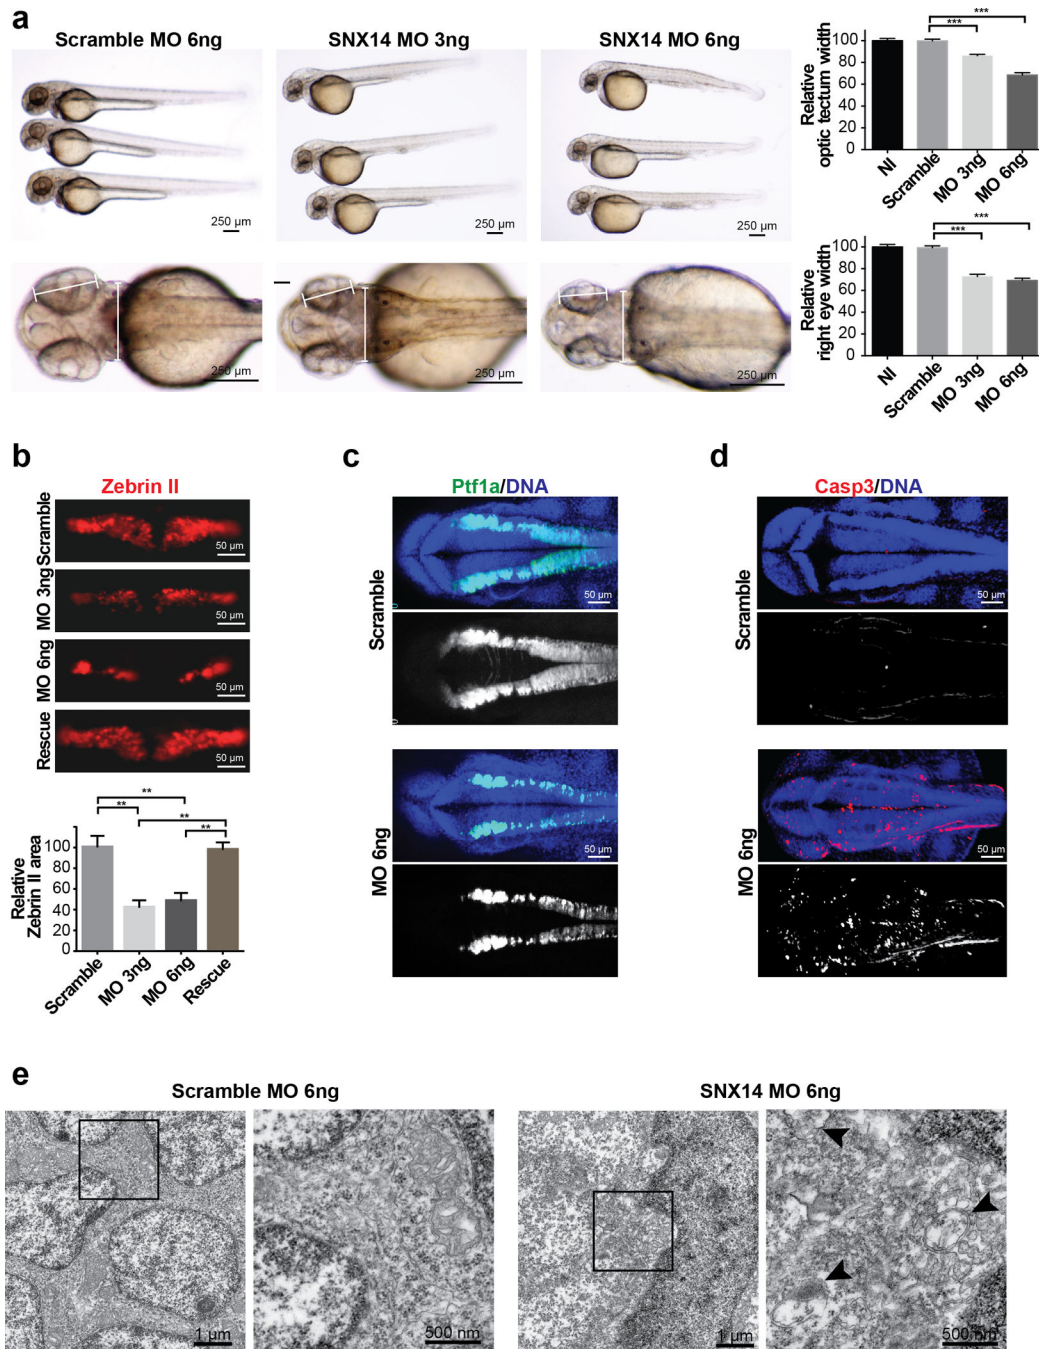 a
Scramble MO 6ng
SNX14 MO 3ng
SNX14 MO 6ng
250 µm
250 µm
250 µm
250 µm
250 µm
250 µm
***
***
Relative
optic tectum width
100
80
60
40
20
0
NI
Scramble
MO 3ng
MO 6ng
***
***
Relative
right eye width
100
80
60
40
20
0
NI
Scramble
MO 3ng
MO 6ng
b
Zebrin II
Scramble
50 µm
MO 3ng
50 µm
MO 6ng
50 µm
Rescue
50 µm
**
**
**
**
Relative
Zebrin II area
100
80
60
40
20
0
Scramble
MO 3ng
MO 6ng
Rescue
c
Ptf1a/DNA
Scramble
50 µm
MO 6ng
50 µm
d
Casp3/DNA
Scramble
50 µm
MO 6ng
50 µm
e
Scramble MO 6ng
SNX14 MO 6ng
1 µm
500 nm
1 µm
500 nm